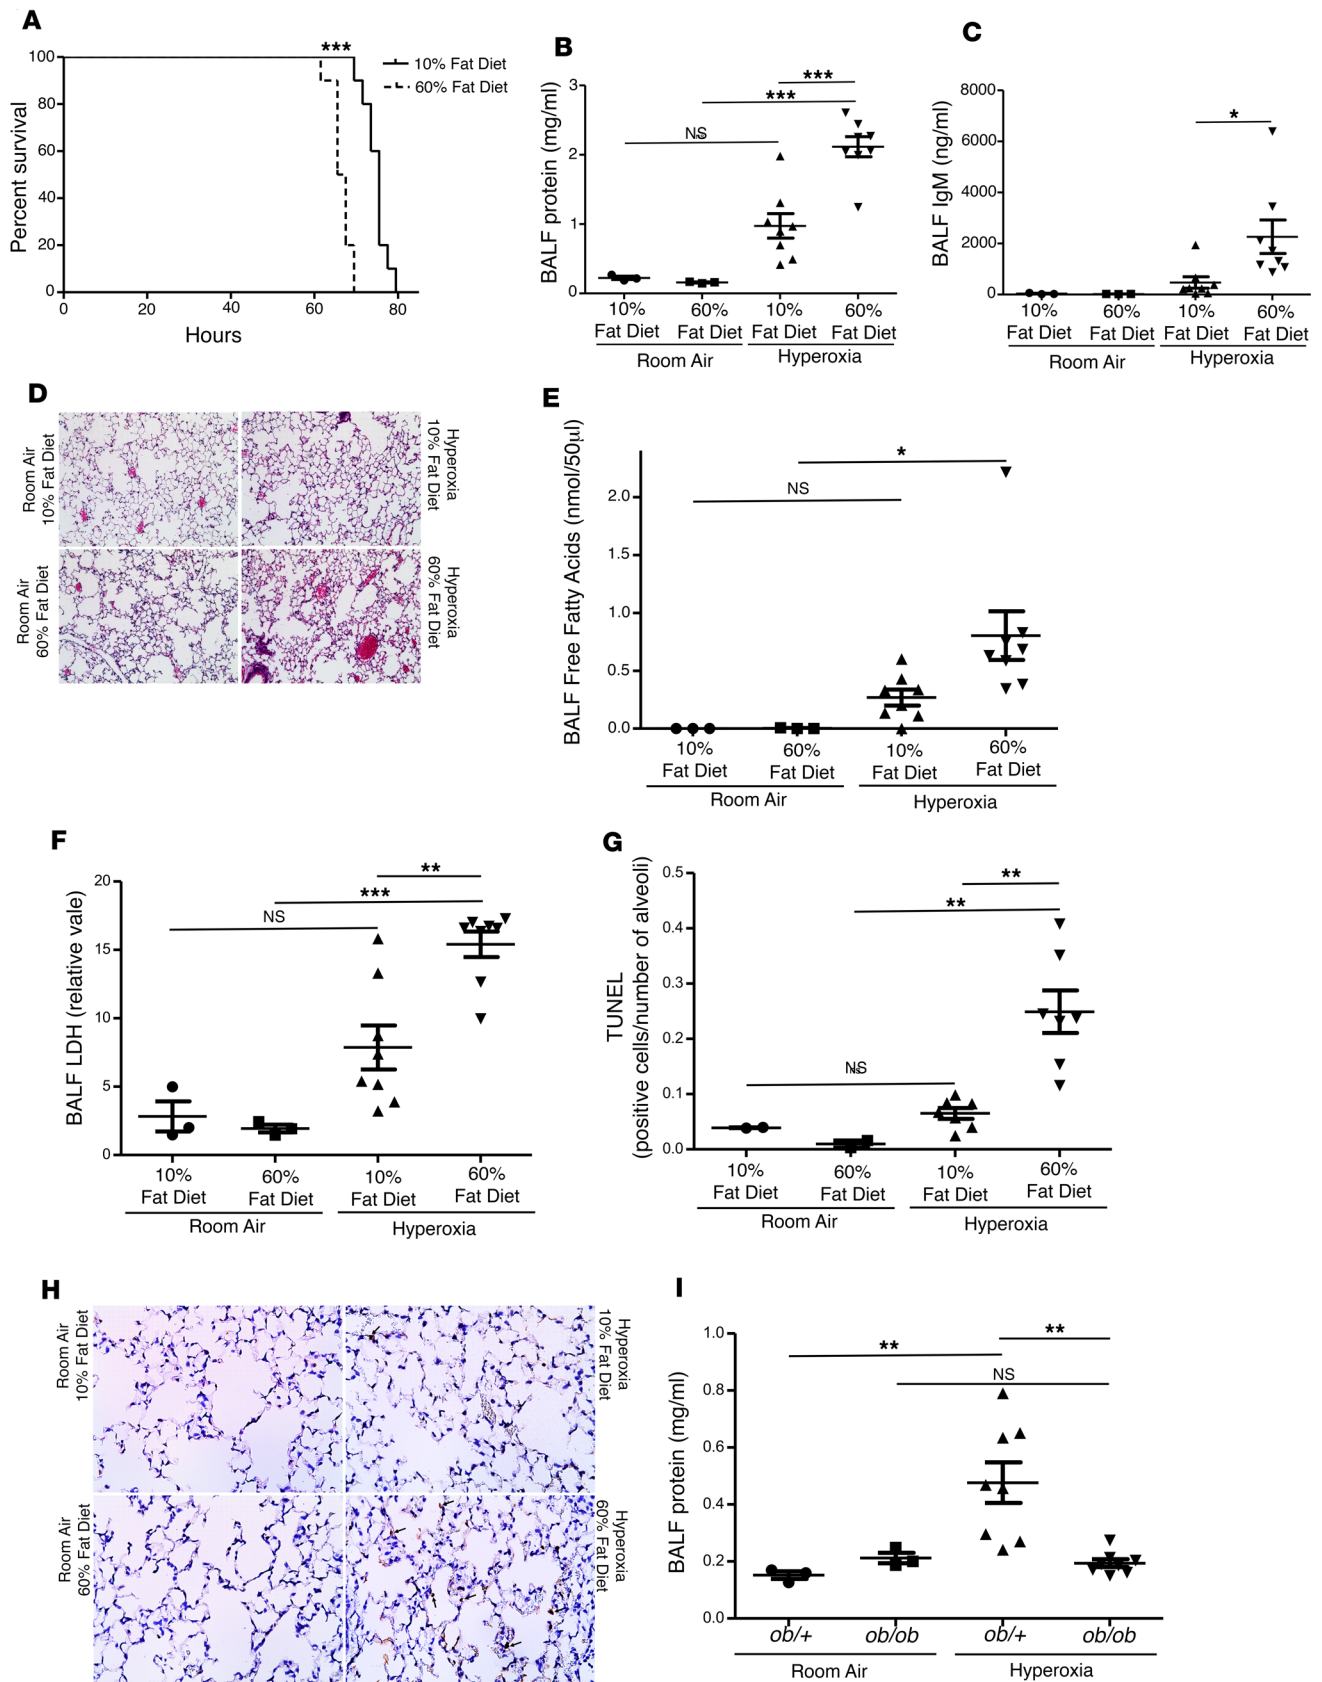 A
***
100
80
60
40
20
0
Percent survival
0 20 40 60 80
Hours
10% Fat Diet
60% Fat Diet
B
BALF protein (mg/ml)
3
2
1
0
***
***
NS
10% Fat Diet
60% Fat Diet
10% Fat Diet
60% Fat Diet
Room Air
Hyperoxia
C
BALF IgM (ng/ml)
8000
6000
4000
2000
0
*
10% Fat Diet
60% Fat Diet
10% Fat Diet
60% Fat Diet
Room Air
Hyperoxia
D
Room Air
10% Fat Diet
Hyperoxia
10% Fat Diet
Room Air
60% Fat Diet
Hyperoxia
60% Fat Diet
E
BALF Free Fatty Acids (nmol/50µl)
2.0
1.5
1.0
0.5
0.0
*
NS
10% Fat Diet
60% Fat Diet
10% Fat Diet
60% Fat Diet
Room Air
Hyperoxia
F
BALF LDH (relative vale)
20
15
10
5
0
**
***
NS
10% Fat Diet
60% Fat Diet
10% Fat Diet
60% Fat Diet
Room Air
Hyperoxia
G
TUNEL
(positive cells/number of alveoli)
0.5
0.4
0.3
0.2
0.1
0.0
**
**
NS
10% Fat Diet
60% Fat Diet
10% Fat Diet
60% Fat Diet
Room Air
Hyperoxia
H
Room Air
10% Fat Diet
Hyperoxia
10% Fat Diet
Room Air
60% Fat Diet
Hyperoxia
60% Fat Diet
I
BALF protein (mg/ml)
1.0
0.8
0.6
0.4
0.2
0.0
**
**
NS
ob/+ ob/ob ob/+ ob/ob
Room Air
Hyperoxia